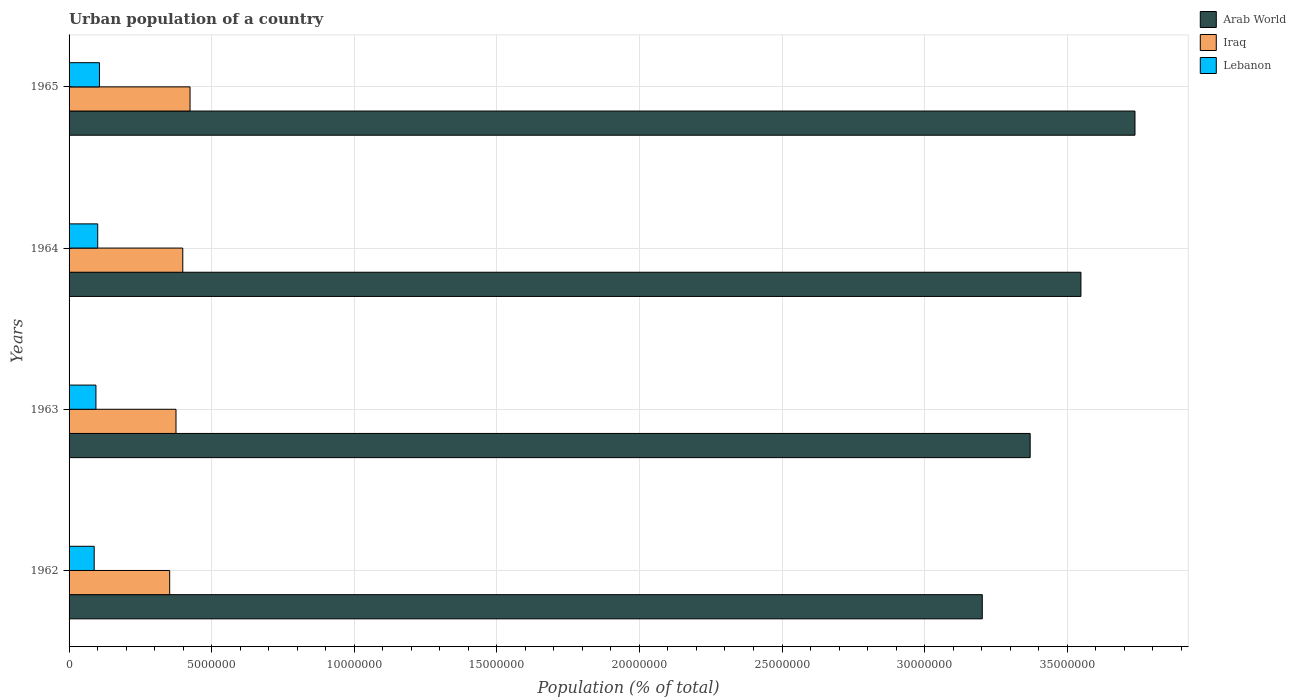 Urban population of a country
Arab World
Iraq
Lebanon
1965
1964
1963
1962
Years
0
5000000
10000000
15000000
20000000
25000000
30000000
35000000
Population (% of total)